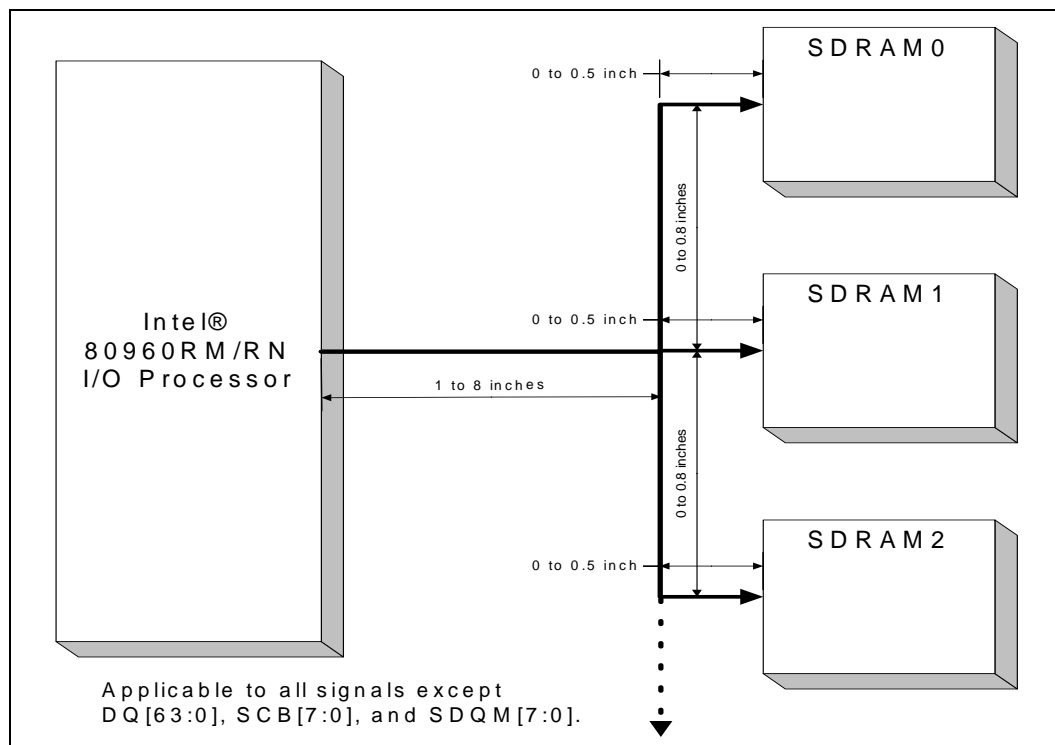 SDRAM0
0 to 0.5 inch
0 to 0.8 inches
SDRAM1
0 to 0.5 inch
Intel®
80960RM/RN
I/O Processor
1 to 8 inches
0 to 0.8 inches
SDRAM2
0 to 0.5 inch
Applicable to all signals except
DQ[63:0], SCB[7:0], and SDQM[7:0].